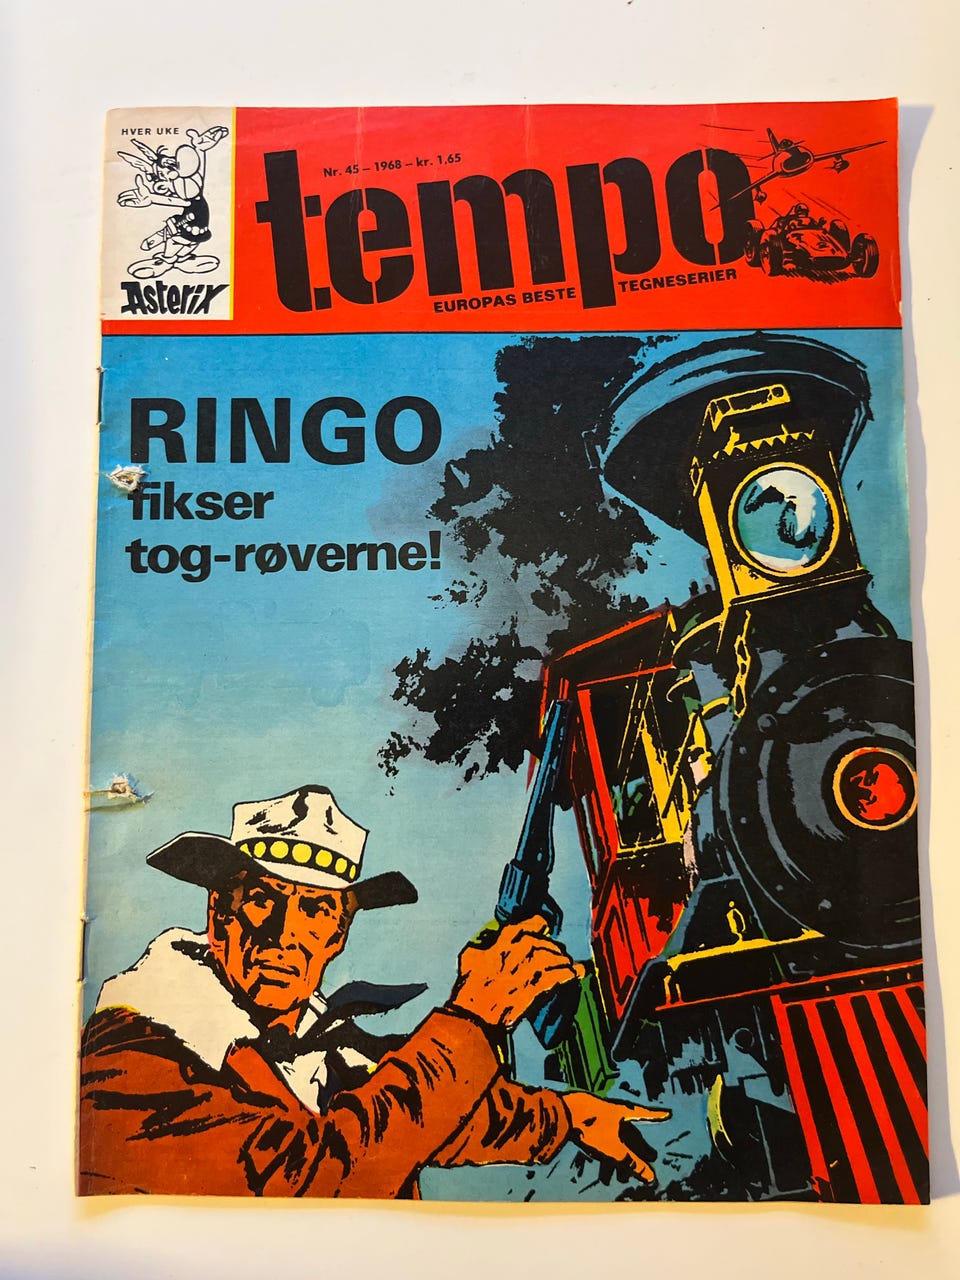 HVER UKE
Asterix
Nr. 45 – 1968 – kr. 1,65
tempo
EUROPAS BESTE TEGNESERIER
RINGO
fikser
tog-røverne!